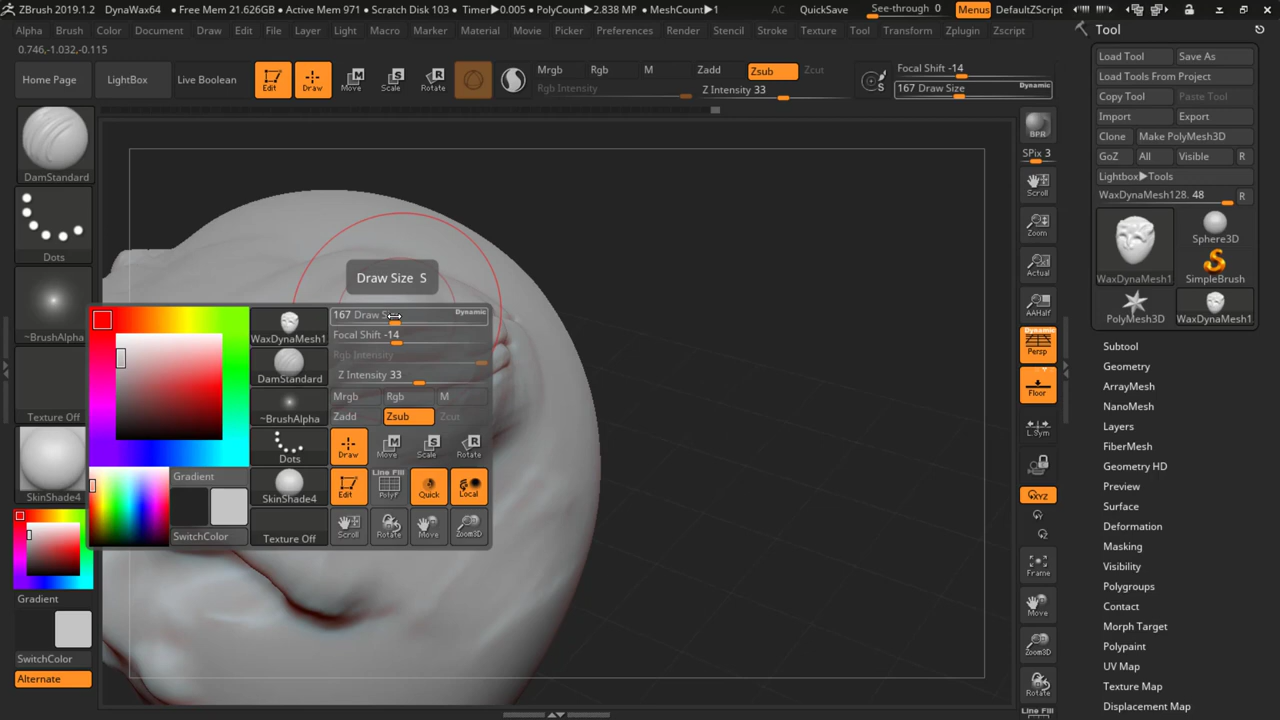 ZBrush 2019.1.2 DynaWax64 • Free Mem 21.626GB • Active Mem 971 • Scratch Disk 103 • Timer▶0.005 • PolyCount▶2.838 MP • MeshCount▶1 AC QuickSave See-through 0 Menus DefaultZScript
Alpha Brush Color Document Draw Edit File Layer Light Macro Marker Material Movie Picker Preferences Render Stencil Stroke Texture Tool Transform Zplugin Zscript
0.746,-1.032,-0.115
Home Page LightBox Live Boolean Edit Draw Move Scale Rotate
Mrgb Rgb M Zadd Zsub Zcut
Rgb Intensity Z Intensity 33
S
Focal Shift -14
167 Draw Size Dynamic
DamStandard
Dots
~BrushAlpha
Texture Off
SkinShade4
Gradient
SwitchColor
Alternate
Draw Size S
167 Draw S Dynamic
Focal Shift -14
Rgb Intensity
Z Intensity 33
Mrgb Rgb M
Zadd Zsub Zcut
Draw Move Scale Rotate
Line Fill
Edit PolyF Quick Local
Scroll Rotate Move Zoom3D
WaxDynaMesh1
DamStandard
~BrushAlpha
Dots
SkinShade4
Texture Off
Gradient
SwitchColor
BPR
SPix 3
Scroll
Zoom
Actual
AAHalf
Dynamic
Persp
Floor
L.Sym
XYZ
Frame
Move
Zoom3D
Rotate
Line Fill
Tool
Load Tool Save As
Load Tools From Project
Copy Tool Paste Tool
Import Export
Clone Make PolyMesh3D
GoZ All Visible R
Lightbox▶Tools
WaxDynaMesh128. 48 R
WaxDynaMesh1 Sphere3D
SimpleBrush
PolyMesh3D WaxDynaMesh1
Subtool
Geometry
ArrayMesh
NanoMesh
Layers
FiberMesh
Geometry HD
Preview
Surface
Deformation
Masking
Visibility
Polygroups
Contact
Morph Target
Polypaint
UV Map
Texture Map
Displacement Map